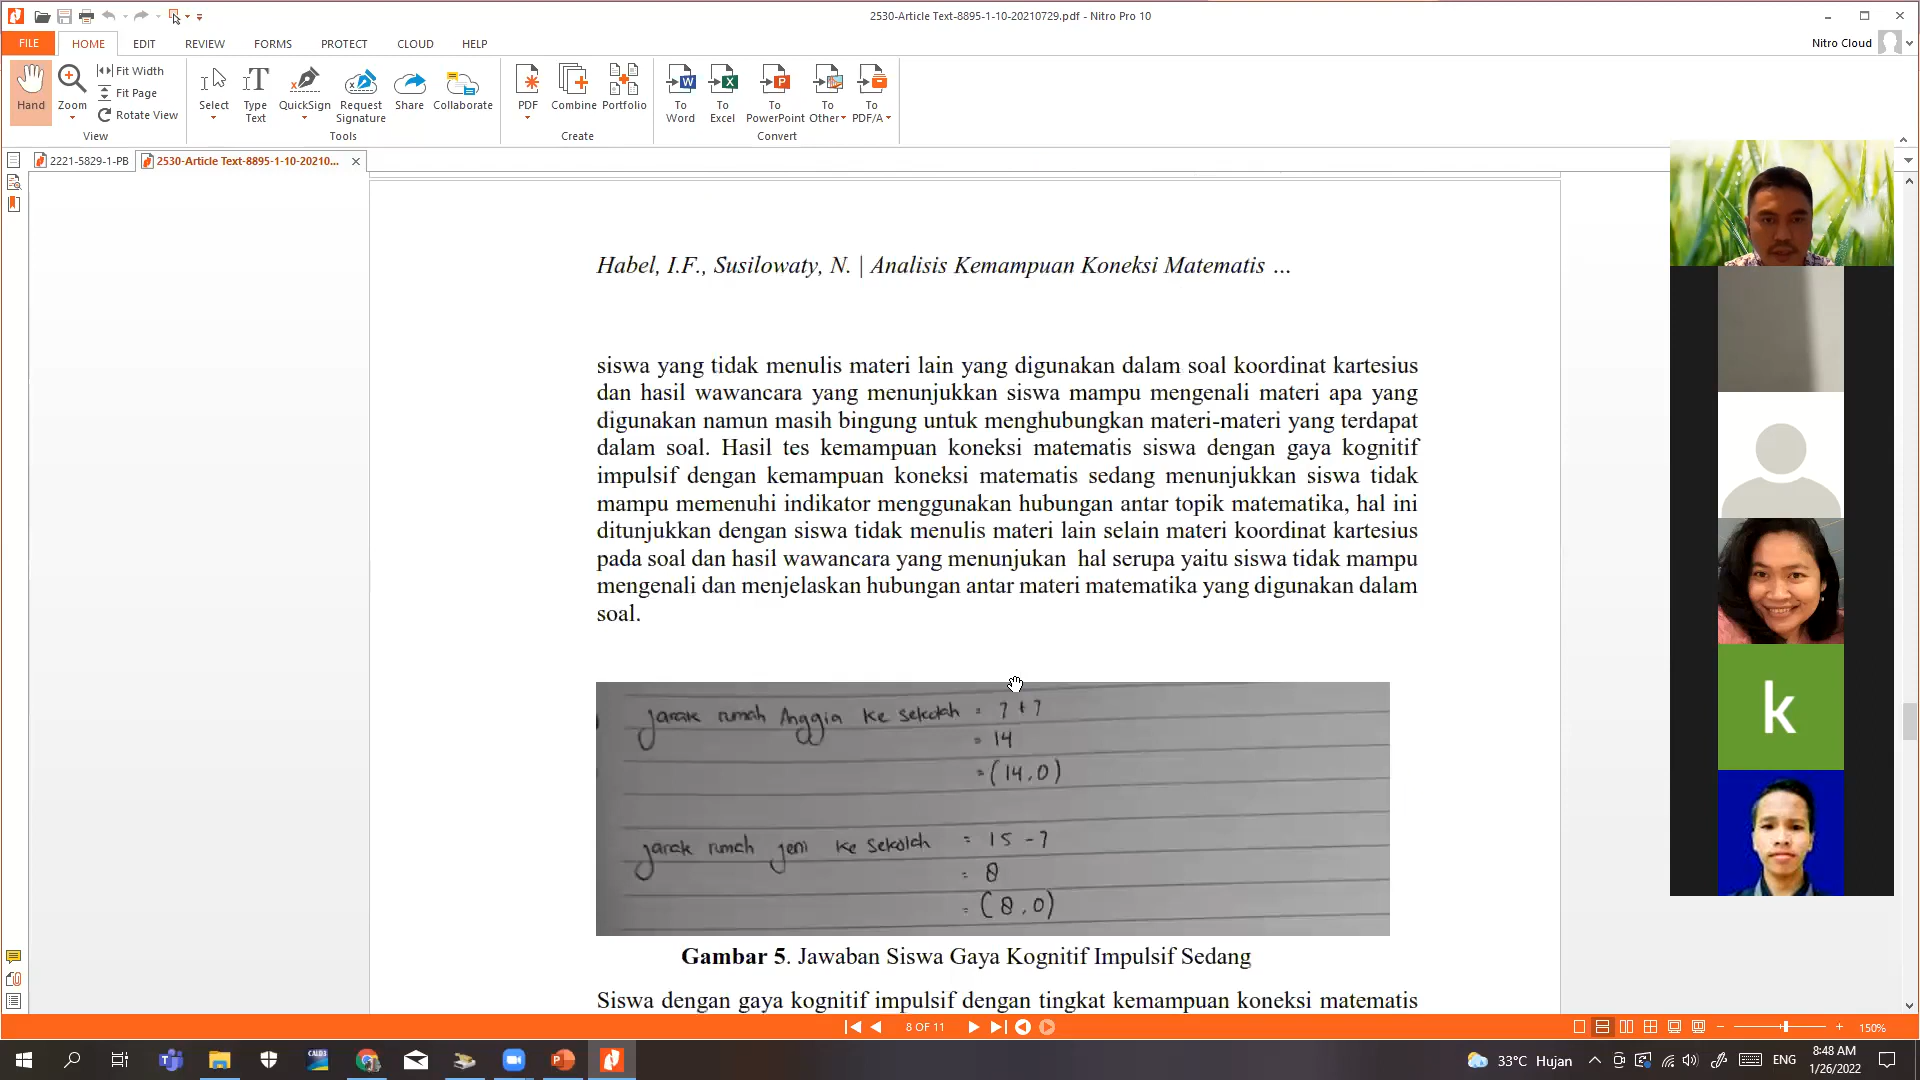 2530-Article Text-8895-1-10-20210729.pdf - Nitro Pro 10
FILE HOME EDIT REVIEW FORMS PROTECT CLOUD HELP
Nitro Cloud
Hand
Zoom
Fit Width
Fit Page
Rotate View
View
Select
Type Text
QuickSign
Request Signature
Share
Collaborate
Tools
PDF
Combine
Portfolio
Create
To Word
To Excel
To PowerPoint
To Other
To PDF/A
Convert
2221-5829-1-PB
2530-Article Text-8895-1-10-20210...
Habel, I.F., Susilowaty, N. | Analisis Kemampuan Koneksi Matematis ...
siswa yang tidak menulis materi lain yang digunakan dalam soal koordinat kartesius
dan hasil wawancara yang menunjukkan siswa mampu mengenali materi apa yang
digunakan namun masih bingung untuk menghubungkan materi-materi yang terdapat
dalam soal. Hasil tes kemampuan koneksi matematis siswa dengan gaya kognitif
impulsif dengan kemampuan koneksi matematis sedang menunjukkan siswa tidak
mampu memenuhi indikator menggunakan hubungan antar topik matematika, hal ini
ditunjukkan dengan siswa tidak menulis materi lain selain materi koordinat kartesius
pada soal dan hasil wawancara yang menunjukan hal serupa yaitu siswa tidak mampu
mengenali dan menjelaskan hubungan antar materi matematika yang digunakan dalam
soal.
jarak rumah Anggia ke sekolah = 7 + 7
= 14
= (14,0)
jarak rumah jeni ke sekolah = 15 - 7
= 8
= (8,0)
Gambar 5. Jawaban Siswa Gaya Kognitif Impulsif Sedang
Siswa dengan gaya kognitif impulsif dengan tingkat kemampuan koneksi matematis
k
8 OF 11
150%
33°C Hujan
ENG
8:48 AM
1/26/2022